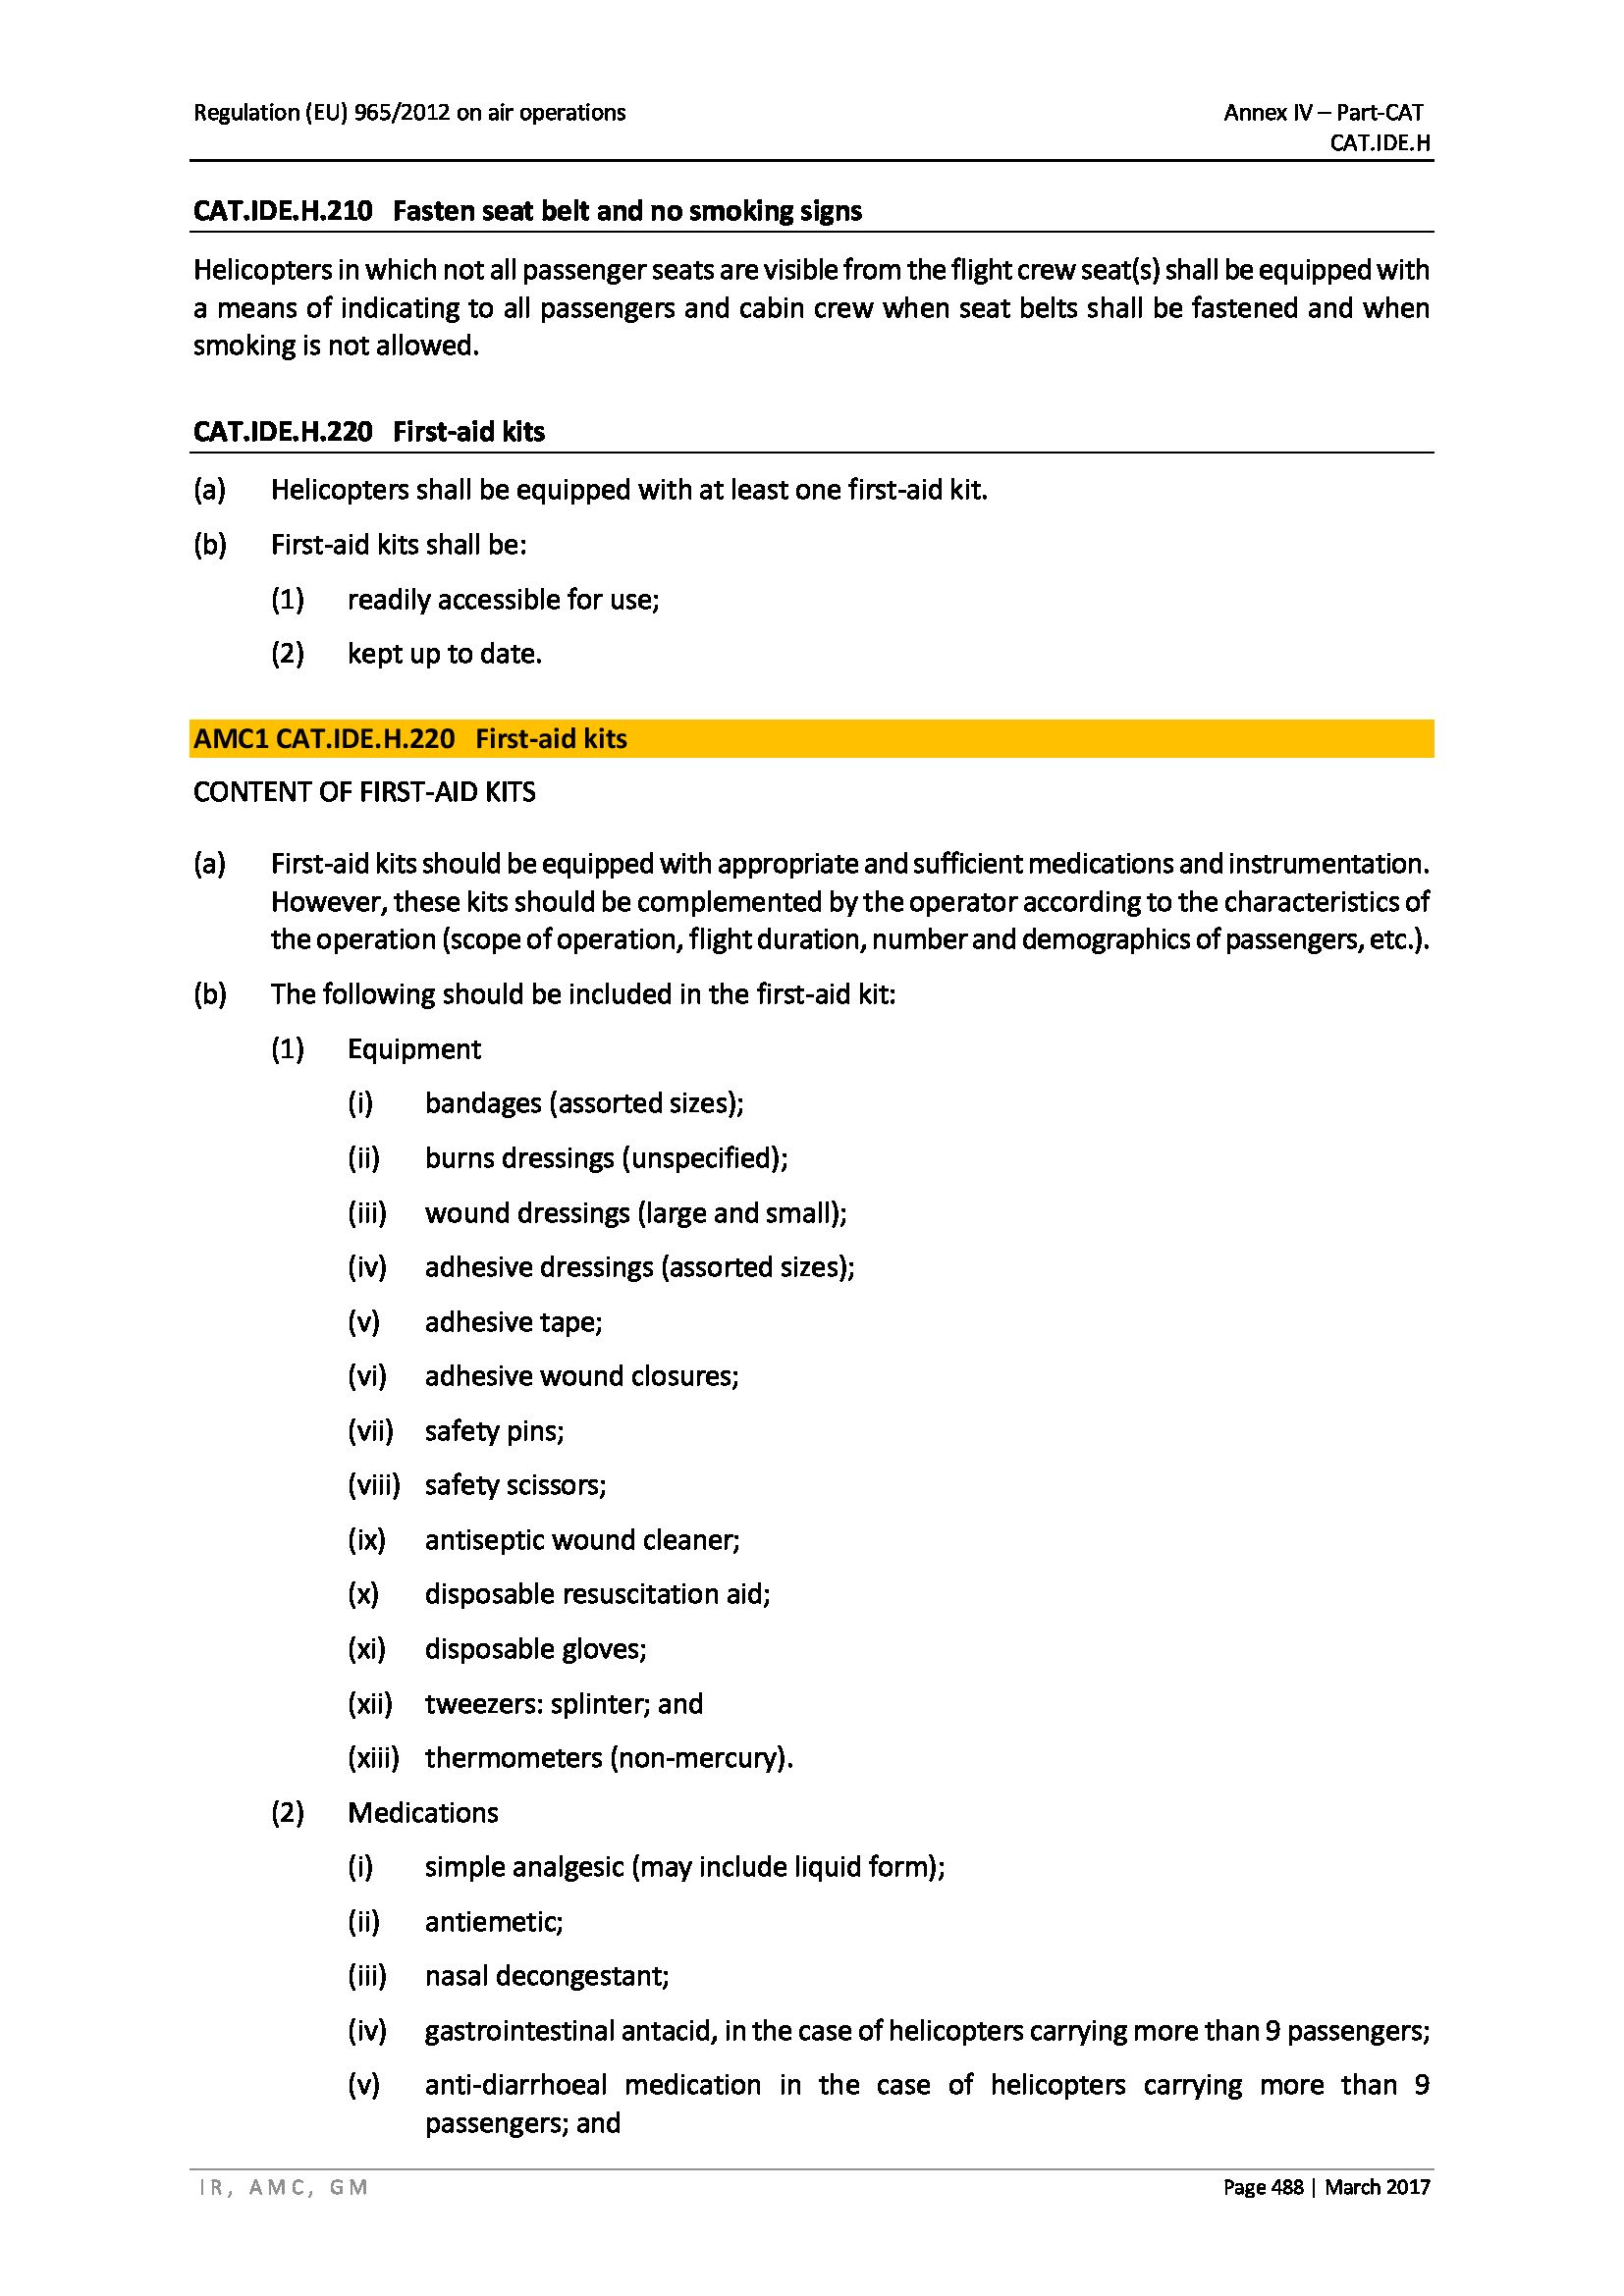 Regulation (EU) 965/2012 on air operations Annex IV – Part-CAT
CAT.IDE.H
CAT.IDE.H.210 Fasten seat belt and no smoking signs
Helicopters in which not all passenger seats are visible from the flight crew seat(s) shall be equipped with
a means of indicating to all passengers and cabin crew when seat belts shall be fastened and when
smoking is not allowed.
CAT.IDE.H.220 First-aid kits
(a) Helicopters shall be equipped with at least one first-aid kit.
(b) First-aid kits shall be:
(1) readily accessible for use;
(2) kept up to date.
AMC1 CAT.IDE.H.220 First-aid kits
CONTENT OF FIRST-AID KITS
(a) First-aid kits should be equipped with appropriate and sufficient medications and instrumentation.
However, these kits should be complemented by the operator according to the characteristics of
the operation (scope of operation, flight duration, number and demographics of passengers, etc.).
(b) The following should be included in the first-aid kit:
(1) Equipment
(i) bandages (assorted sizes);
(ii) burns dressings (unspecified);
(iii) wound dressings (large and small);
(iv) adhesive dressings (assorted sizes);
(v) adhesive tape;
(vi) adhesive wound closures;
(vii) safety pins;
(viii) safety scissors;
(ix) antiseptic wound cleaner;
(x) disposable resuscitation aid;
(xi) disposable gloves;
(xii) tweezers: splinter; and
(xiii) thermometers (non-mercury).
(2) Medications
(i) simple analgesic (may include liquid form);
(ii) antiemetic;
(iii) nasal decongestant;
(iv) gastrointestinal antacid, in the case of helicopters carrying more than 9 passengers;
(v) anti-diarrhoeal medication in the case of helicopters carrying more than 9
passengers; and
IR, AMC, GM Page 488 | March 2017